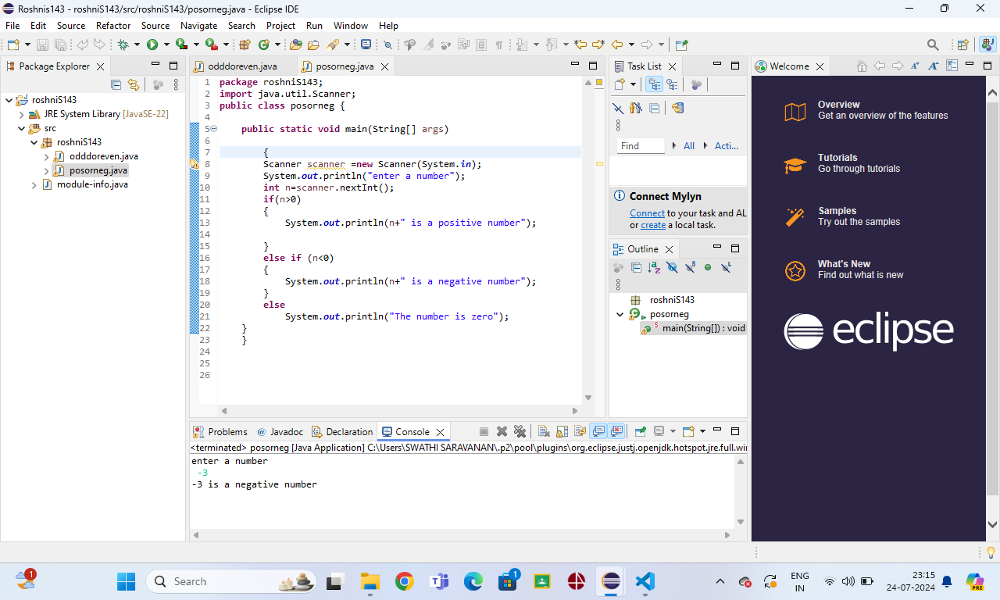 Roshnis143 - roshniS143/src/roshniS143/posorneg.java - Eclipse IDE
File Edit Source Refactor Source Navigate Search Project Run Window Help
Package Explorer
roshniS143
JRE System Library [JavaSE-22]
src
roshniS143
odddoreven.java
posorneg.java
module-info.java
odddoreven.java posorneg.java
1 package roshniS143;
2 import java.util.Scanner;
3 public class posorneg {
4
5 public static void main(String[] args)
6
7 {
8 Scanner scanner =new Scanner(System.in);
9 System.out.println("enter a number");
10 int n=scanner.nextInt();
11 if(n>0)
12 {
13 System.out.println(n+" is a positive number");
14
15 }
16 else if (n<0)
17 {
18 System.out.println(n+" is a negative number");
19 }
20 else
21 System.out.println("The number is zero");
22 }
23 }
24
25
26
Task List
Find All Acti...
Connect Mylyn
Connect to your task and AL
or create a local task.
Outline
roshniS143
posorneg
main(String[]) : void
Welcome
Overview
Get an overview of the features
Tutorials
Go through tutorials
Samples
Try out the samples
What's New
Find out what is new
eclipse
Problems @ Javadoc Declaration Console
<terminated> posorneg [Java Application] C:\Users\SWATHI SARAVANAN\.p2\pool\plugins\org.eclipse.justj.openjdk.hotspot.jre.full.wi
enter a number
-3
-3 is a negative number
1
Search
1
ENG
IN
23:15
24-07-2024
PRE